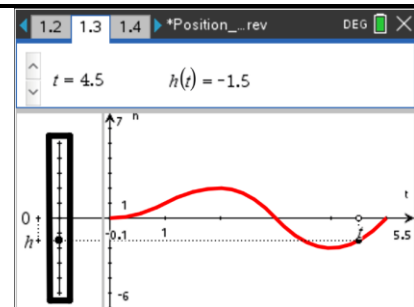 1.2 1.3 1.4 *Position_...rev DEG
t = 4.5 h(t) = -1.5
7 h
1 t
0
h -0.1 1 t 5.5
-6